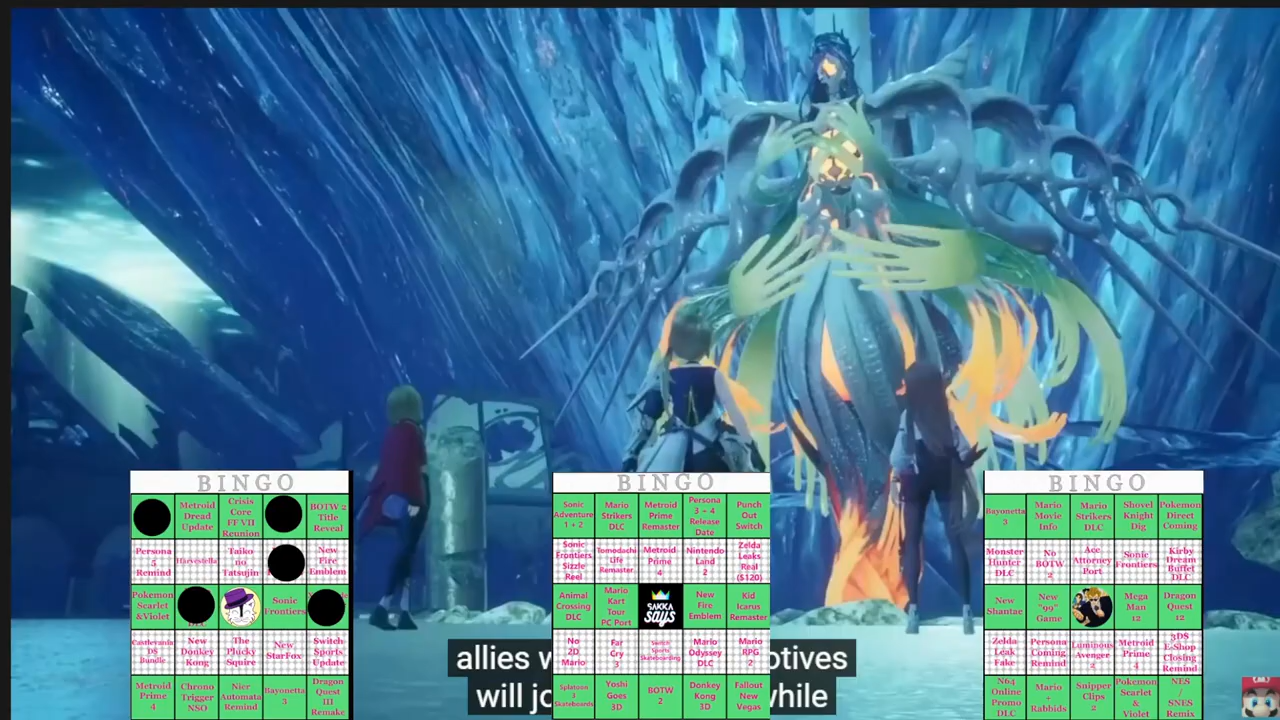 BINGO
Metroid
Dread
Update
Crisis
Core
FF VII
Reunion
BOTW 2
Title
Reveal
Persona
5
Remind
Harvestella
Taiko
no
Tatsujin
New
Fire
Emblem
Pokemon
Scarlet
&Violet
Sonic
Frontiers
Castlevania
DS
Bundle
New
Donkey
Kong
The
Plucky
Squire
New
StarFox
Switch
Sports
Update
Metroid
Prime
4
Chrono
Trigger
NSO
Nier
Automata
Remind
Bayonetta
3
Dragon
Quest
III
Remake
BINGO
Sonic
Adventure
1 + 2
Mario
Strikers
DLC
Metroid
Prime
Remaster
Persona
3 + 4
Release
Date
Punch
Out
Switch
Sonic
Frontiers
Sizzle
Reel
Tomodachi
Life
Remaster
Metroid
Prime
4
Nintendo
Land
2
Zelda
Leaks
Real
($120)
Animal
Crossing
DLC
Mario
Kart
Tour
PC Port
SAKKA
SAYS
New
Fire
Emblem
Kid
Icarus
Remaster
No
2D
Mario
Far
Cry
3
Switch
Sports
Skateboarding
Mario
Odyssey
DLC
Mario
RPG
2
Splatoon
3
Skateboards
Yoshi
Goes
3D
BOTW
2
Donkey
Kong
3D
Fallout
New
Vegas
BINGO
Bayonetta
3
Mario
Movie
Info
Mario
Strikers
DLC
Shovel
Knight
Dig
Pokemon
Direct
Coming
Monster
Hunter
DLC
No
BOTW
2
Ace
Attorney
Port
Sonic
Frontiers
Kirby
Dream
Buffet
DLC
New
Shantae
New
"99"
Game
Mega
Man
12
Dragon
Quest
12
Zelda
Leak
Fake
Persona
Coming
Remind
Luminous
Avenger
2
Metroid
Prime
4
3DS
E-Shop
Closing
Remind
N64
Online
Promo
DLC
Mario
+
Rabbids
Snipper
Clips
2
Pokemon
Scarlet
&
Violet
NES
/
SNES
Remix
allies w otives
will jo while